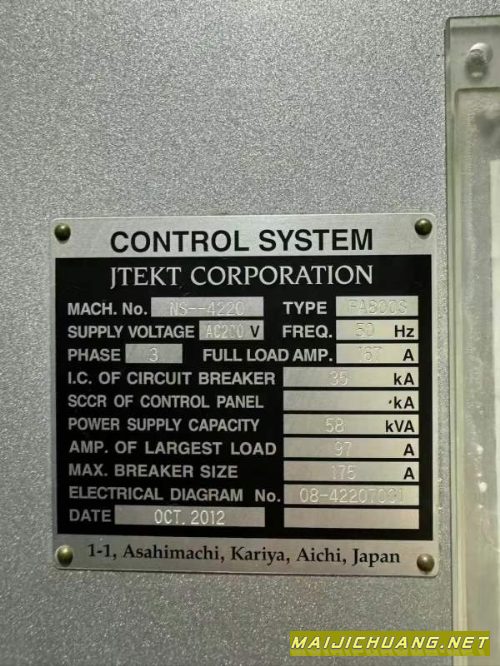 CONTROL SYSTEM
JTEKT CORPORATION
MACH. No. NS--4220 TYPE FA800S
SUPPLY VOLTAGE AC200 V FREQ. 50 Hz
PHASE 3 FULL LOAD AMP. 167 A
I.C. OF CIRCUIT BREAKER 35 kA
SCCR OF CONTROL PANEL kA
POWER SUPPLY CAPACITY 58 kVA
AMP. OF LARGEST LOAD 97 A
MAX. BREAKER SIZE 175 A
ELECTRICAL DIAGRAM No.
DATE OCT. 2012
1-1, Asahimachi, Kariya, Aichi, Japan
MAIJICHUANG.NET